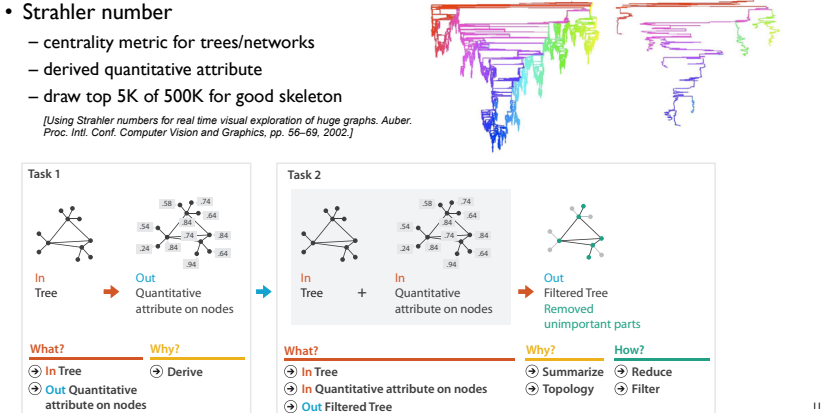 • Strahler number
– centrality metric for trees/networks
– derived quantitative attribute
– draw top 5K of 500K for good skeleton
[Using Strahler numbers for real time visual exploration of huge graphs. Auber.
Proc. Intl. Conf. Computer Vision and Graphics, pp. 56–69, 2002.]
Task 1
.58
.74
.64
.54
.84
.74
.84
.24
.84
.64
.94
In
Tree
Out
Quantitative
attribute on nodes
What?
Why?
In Tree
Derive
Out Quantitative
attribute on nodes
Task 2
.58
.74
.64
.54
.84
.74
.84
.24
.84
.64
.94
In
Tree
+
In
Quantitative
attribute on nodes
Out
Filtered Tree
Removed
unimportant parts
What?
Why?
How?
In Tree
Summarize
Reduce
In Quantitative attribute on nodes
Topology
Filter
Out Filtered Tree